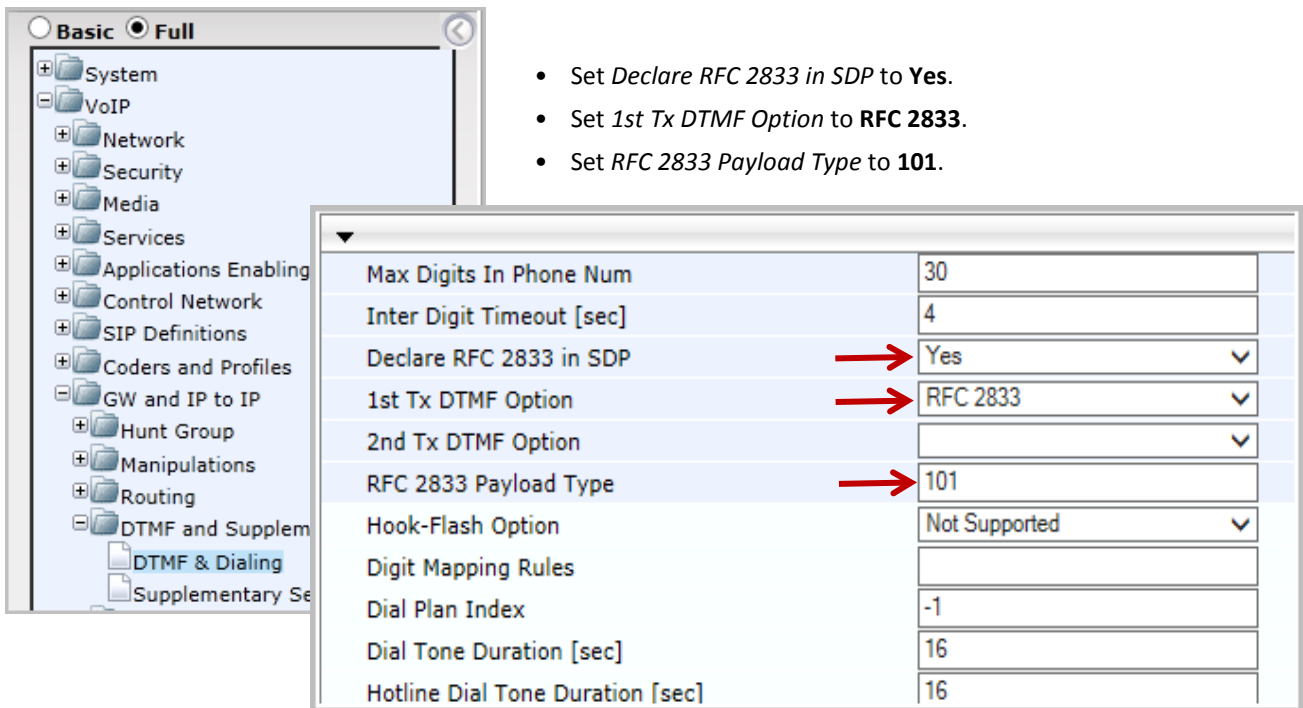 Basic Full
System
VoIP
Network
Security
Media
Services
Applications Enabling
Control Network
SIP Definitions
Coders and Profiles
GW and IP to IP
Hunt Group
Manipulations
Routing
DTMF and Supplem
DTMF & Dialing
Supplementary Se
• Set Declare RFC 2833 in SDP to Yes.
• Set 1st Tx DTMF Option to RFC 2833.
• Set RFC 2833 Payload Type to 101.
Max Digits In Phone Num 30
Inter Digit Timeout [sec] 4
Declare RFC 2833 in SDP Yes
1st Tx DTMF Option RFC 2833
2nd Tx DTMF Option
RFC 2833 Payload Type 101
Hook-Flash Option Not Supported
Digit Mapping Rules
Dial Plan Index -1
Dial Tone Duration [sec] 16
Hotline Dial Tone Duration [sec] 16